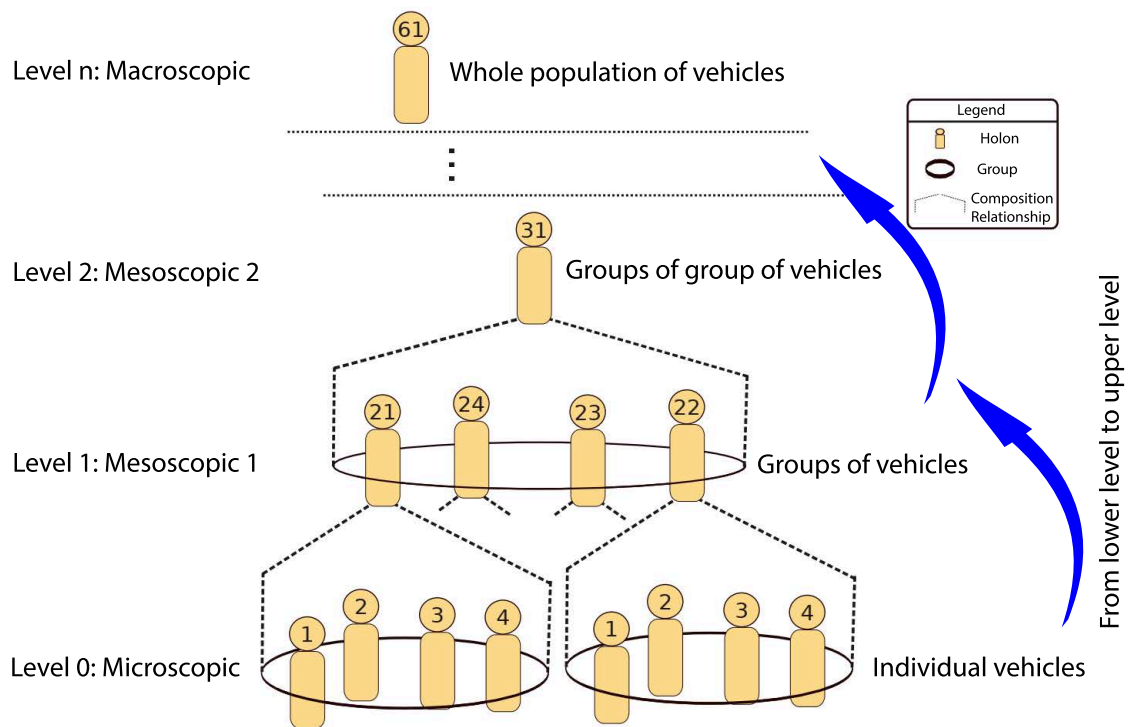 61
Level n: Macroscopic
Whole population of vehicles
Legend
Holon
Group
Composition
Relationship
31
Level 2: Mesoscopic 2
Groups of group of vehicles
From lower level to upper level
21
24
23
22
Level 1: Mesoscopic 1
Groups of vehicles
1
2
3
4
1
2
3
4
Level 0: Microscopic
Individual vehicles